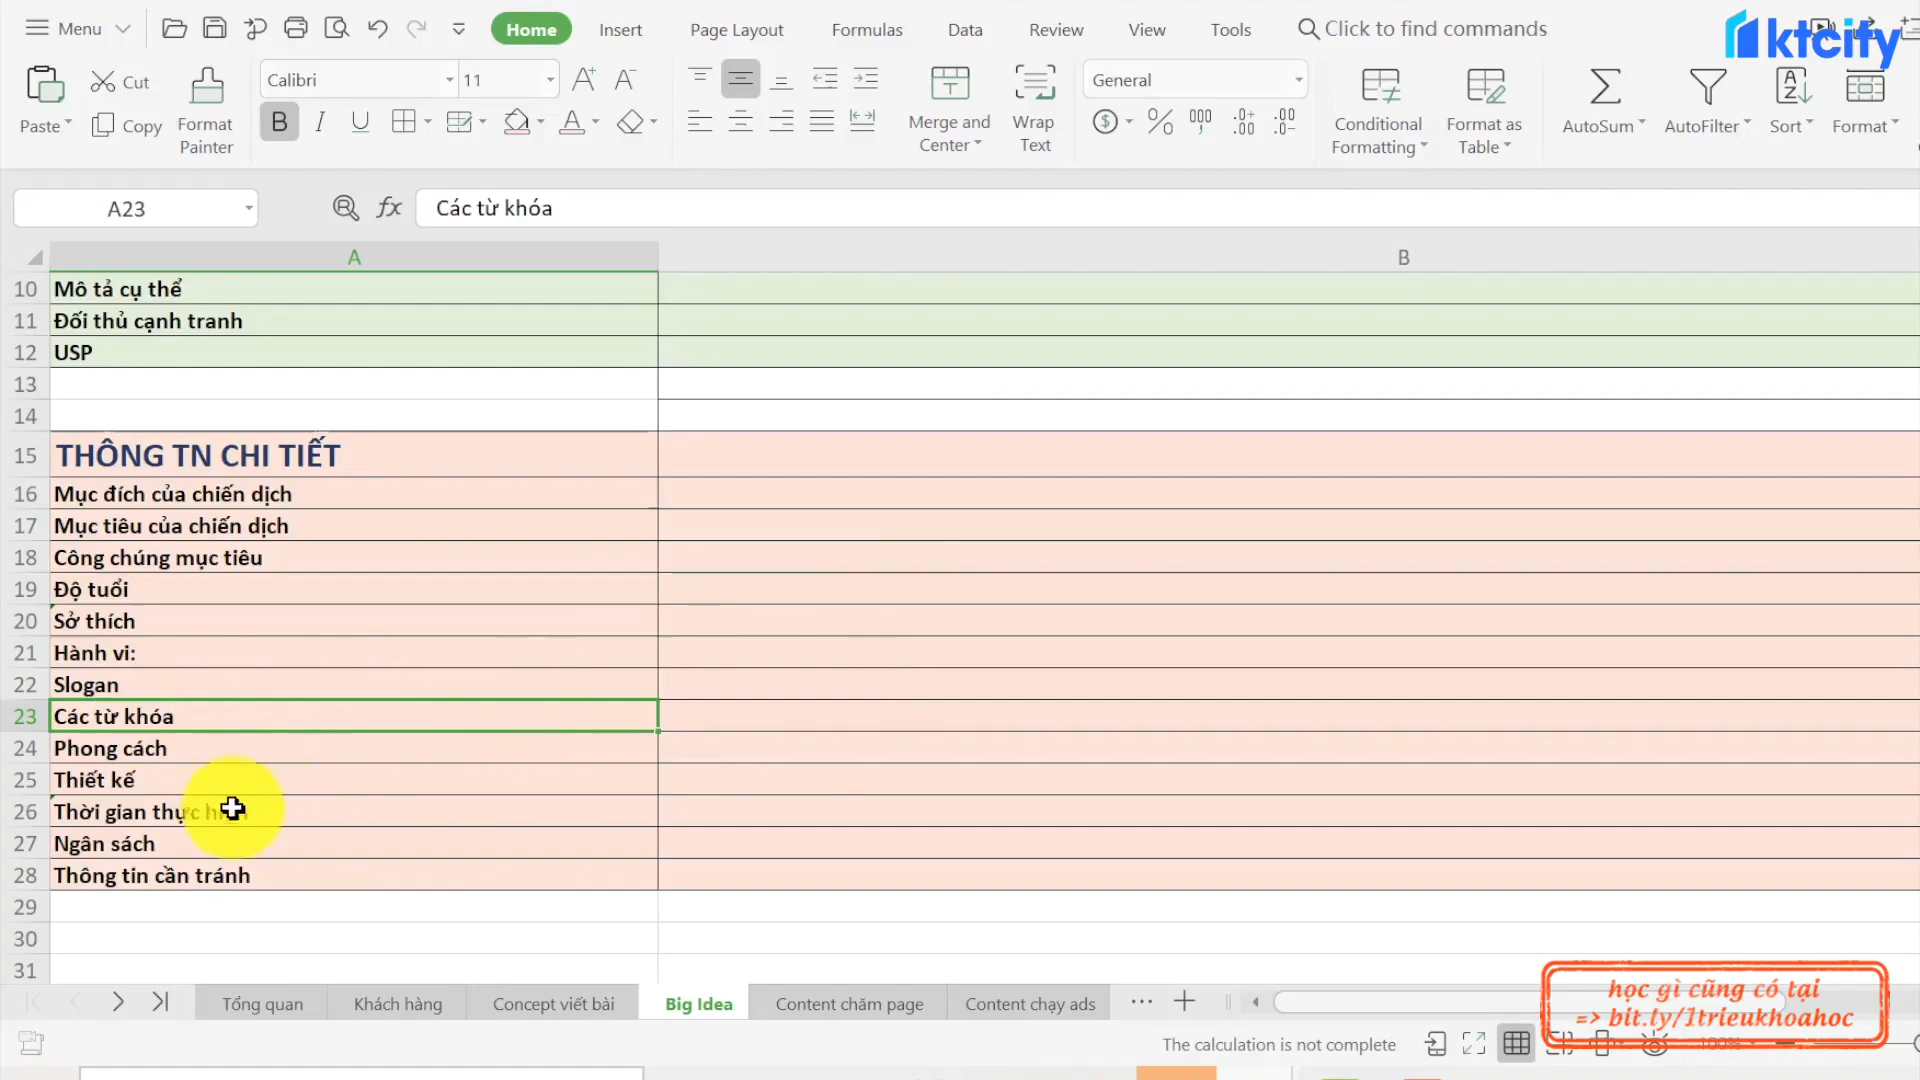 Menu
Home
Insert
Page Layout
Formulas
Data
Review
View
Tools
Click to find commands
ktcity
Paste
Cut
Copy
Format
Painter
Calibri
11
B
I
U
Merge and
Center
Wrap
Text
General
Conditional
Formatting
Format as
Table
AutoSum
AutoFilter
Sort
Format
A23
fx
Các từ khóa
A
B
10 Mô tả cụ thể
11 Đối thủ cạnh tranh
12 USP
13
14
15 THÔNG TN CHI TIẾT
16 Mục đích của chiến dịch
17 Mục tiêu của chiến dịch
18 Công chúng mục tiêu
19 Độ tuổi
20 Sở thích
21 Hành vi:
22 Slogan
23 Các từ khóa
24 Phong cách
25 Thiết kế
26 Thời gian thực
27 Ngân sách
28 Thông tin cần tránh
29
30
31
Tổng quan
Khách hàng
Concept viết bài
Big Idea
Content chăm page
Content chạy ads
học gì cũng có tại
=> bit.ly/1trieukhoahoc
The calculation is not complete